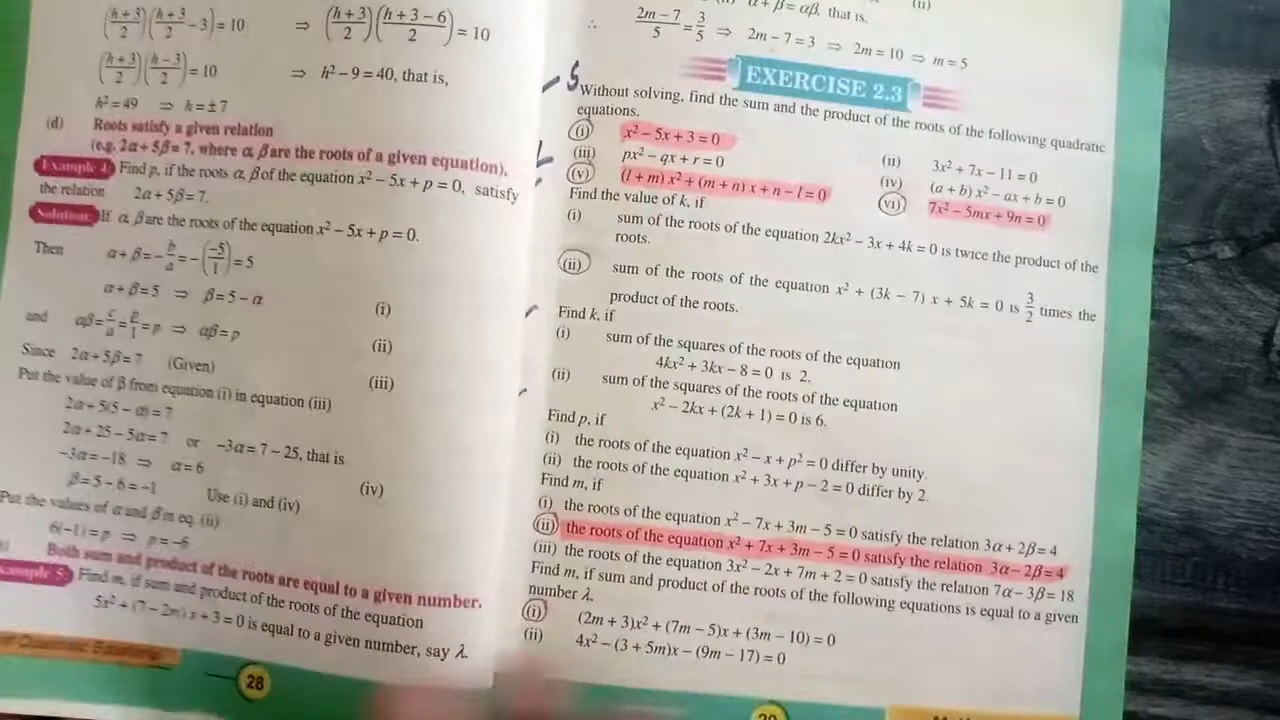 ((h+3)/2)((h+3)/2 − 3) = 10 ⇒ ((h+3)/2)((h+3−6)/2) = 10
((h+3)/2)((h−3)/2) = 10 ⇒ h² − 9 = 40, that is,
h² = 49 ⇒ h = ± 7
(d) Roots satisfy a given relation
(e.g. 2α + 5β = 7, where α, β are the roots of a given equation).
Example 4 Find p, if the roots α, β of the equation x² − 5x + p = 0, satisfy
the relation 2α + 5β = 7.
Solution: If α, β are the roots of the equation x² − 5x + p = 0.
Then α + β = −b/a = −(−5/1) = 5
α + β = 5 ⇒ β = 5 − α (i)
and αβ = c/a = p/1 = p ⇒ αβ = p (ii)
Since 2α + 5β = 7 (Given) (iii)
Put the value of β from equation (i) in equation (iii)
2α + 5(5 − α) = 7
2α + 25 − 5α = 7 or −3α = 7 − 25, that is
−3α = −18 ⇒ α = 6 (iv)
β = 5 − 6 = −1 Use (i) and (iv)
Put the values of α and β in eq. (ii)
6(−1) = p ⇒ p = −6
Both sum and product of the roots are equal to a given number.
Example 5: Find m, if sum and product of the roots of the equation
5x² + (7 − 2m) x + 3 = 0 is equal to a given number, say λ.
Quadratic Equations
28
α + β = αβ, that is, (ii)
∴ (2m − 7)/5 = 3/5 ⇒ 2m − 7 = 3 ⇒ 2m = 10 ⇒ m = 5
EXERCISE 2.3
Without solving, find the sum and the product of the roots of the following quadratic
equations.
(i) x² − 5x + 3 = 0 (ii) 3x² + 7x − 11 = 0
(iii) px² − qx + r = 0 (iv) (a + b) x² − ax + b = 0
(v) (l + m) x² + (m + n) x + n − l = 0 (vi) 7x² − 5mx + 9n = 0
Find the value of k, if
(i) sum of the roots of the equation 2kx² − 3x + 4k = 0 is twice the product of the
roots.
(ii) sum of the roots of the equation x² + (3k − 7) x + 5k = 0 is 3/2 times the
product of the roots.
Find k, if
(i) sum of the squares of the roots of the equation
4kx² + 3kx − 8 = 0 is 2.
(ii) sum of the squares of the roots of the equation
x² − 2kx + (2k + 1) = 0 is 6.
Find p, if
(i) the roots of the equation x² − x + p² = 0 differ by unity.
(ii) the roots of the equation x² + 3x + p − 2 = 0 differ by 2.
Find m, if
(i) the roots of the equation x² − 7x + 3m − 5 = 0 satisfy the relation 3α + 2β = 4
(ii) the roots of the equation x² + 7x + 3m − 5 = 0 satisfy the relation 3α − 2β = 4
(iii) the roots of the equation 3x² − 2x + 7m + 2 = 0 satisfy the relation 7α − 3β = 18
Find m, if sum and product of the roots of the following equations is equal to a given
number λ.
(i) (2m + 3)x² + (7m − 5)x + (3m − 10) = 0
(ii) 4x² − (3 + 5m)x − (9m − 17) = 0